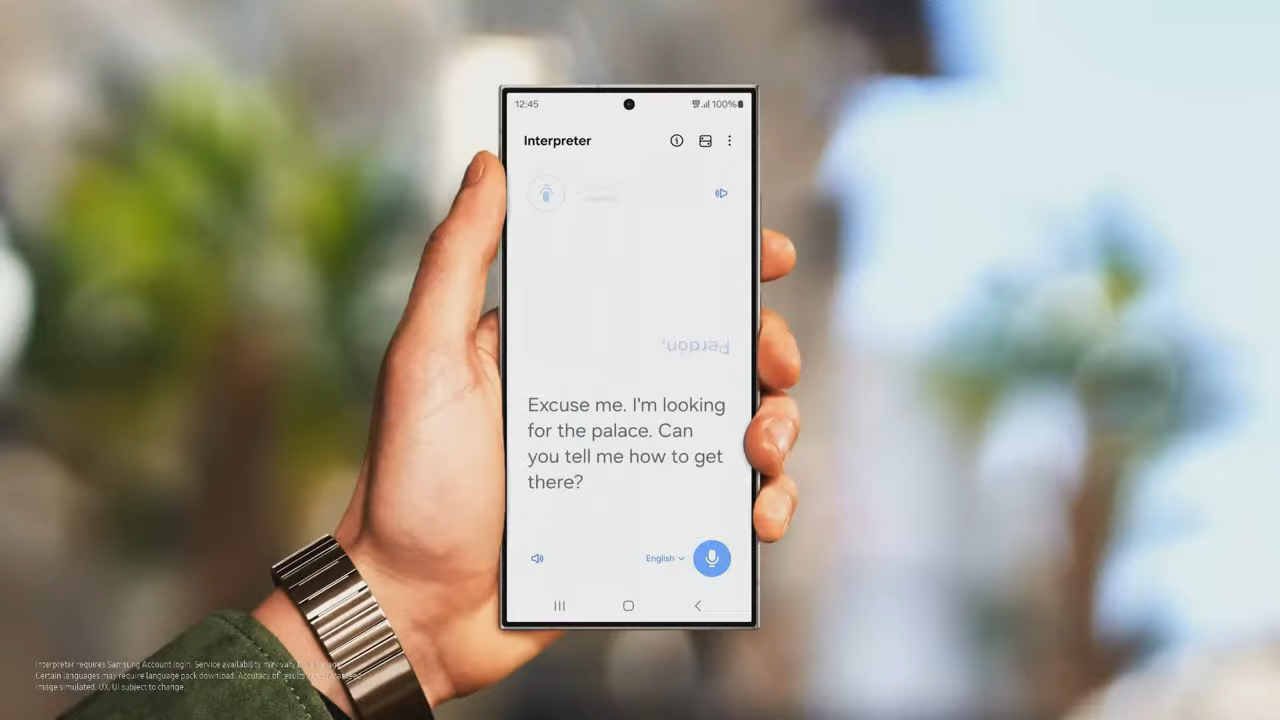 12:45
100%
Interpreter
Perdon,
Excuse me. I'm looking
for the palace. Can
you tell me how to get
there?
English
Interpreter requires Samsung Account login. Service availability may vary
Certain languages may require language pack download. Accuracy of results
Image simulated. UX/UI subject to change.